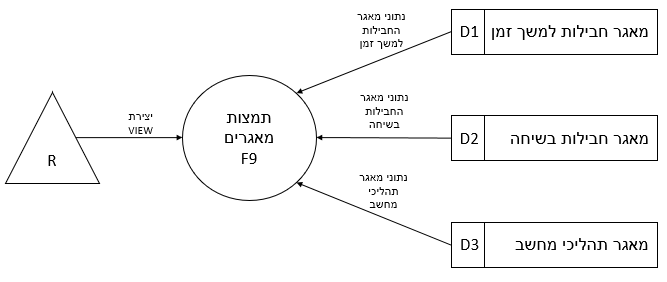 נתוני מאגר
החבילות
למשך זמן
D1
מאגר חבילות למשך זמן
יצירת
VIEW
R
תמצות
מאגרים
F9
נתוני מאגר
החבילות
בשיחה
D2
מאגר חבילות בשיחה
נתוני מאגר
תהליכי
מחשב
D3
מאגר תהליכי מחשב